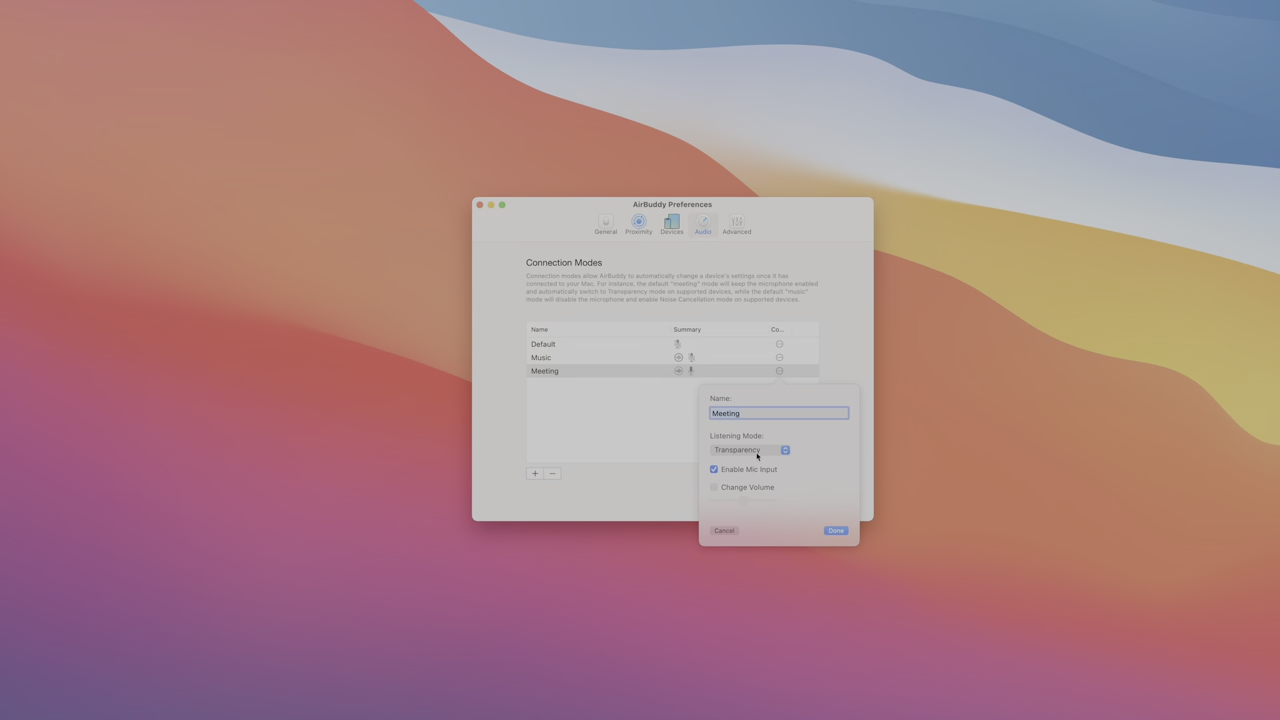 AirBuddy Preferences
General Proximity Devices Audio Advanced
Connection Modes
Connection modes allow AirBuddy to automatically change a device's settings once it has
connected to your Mac. For instance, the default "meeting" mode will keep the microphone enabled
and automatically switch to Transparency mode on supported devices, while the default "music"
mode will disable the microphone and enable Noise Cancellation mode on supported devices.
Name Summary Co...
Default
Music
Meeting
Name:
Meeting
Listening Mode:
Transparency
Enable Mic Input
Change Volume
Cancel Done